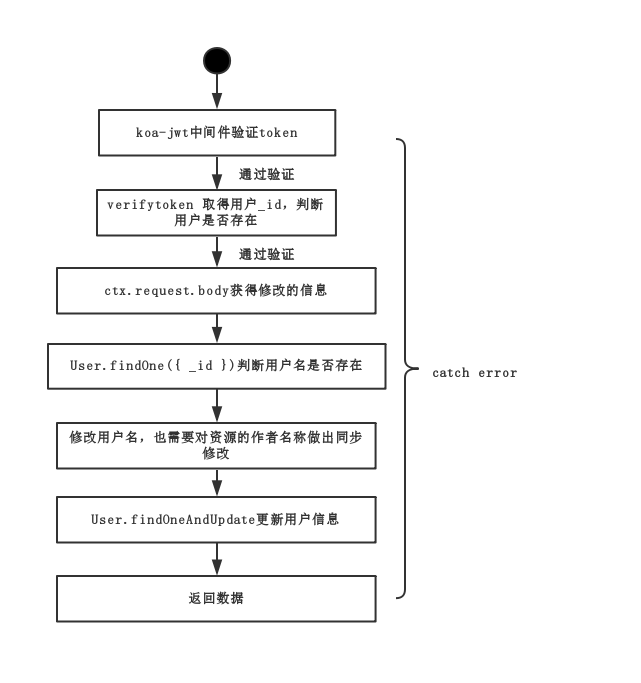 koa-jwt中间件验证token
通过验证
verifytoken 取得用户_id，判断
用户是否存在
通过验证
ctx.request.body获得修改的信息
User.findOne({ _id })判断用户名是否存在
catch error
修改用户名，也需要对资源的作者名称做出同步
修改
User.findOneAndUpdate更新用户信息
返回数据